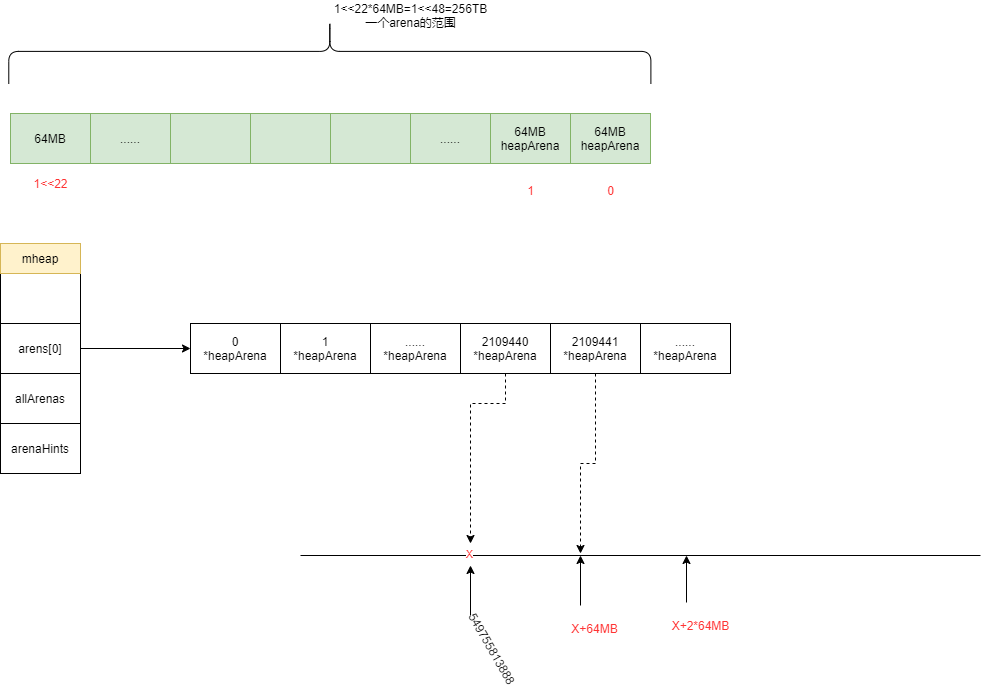 1<<22*64MB=1<<48=256TB
一个arena的范围
64MB
......
......
64MB
heapArena
64MB
heapArena
1<<22
1
0
mheap
arens[0]
allArenas
arenaHints
0
*heapArena
1
*heapArena
......
*heapArena
2109440
*heapArena
2109441
*heapArena
......
*heapArena
X
549755813888
X+64MB
X+2*64MB